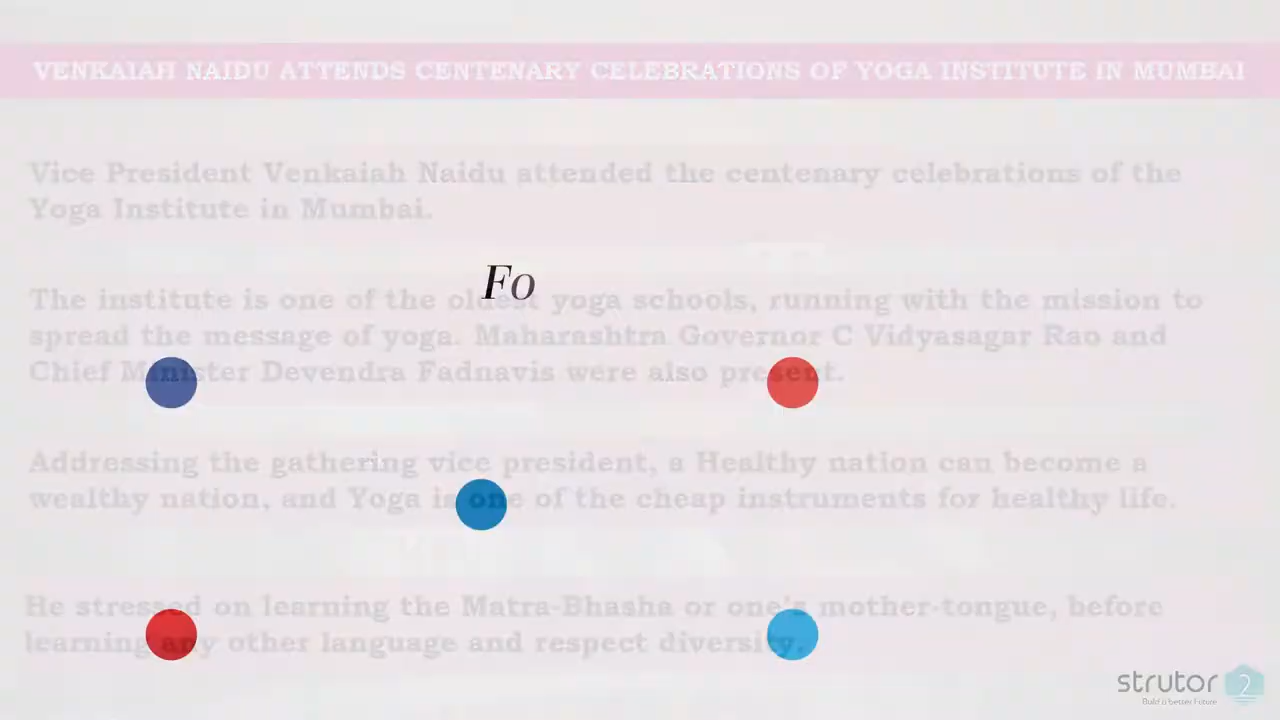 VENKAIAH NAIDU ATTENDS CENTENARY CELEBRATIONS OF YOGA INSTITUTE IN MUMBAI
Vice President Venkaiah Naidu attended the centenary celebrations of the
Yoga Institute in Mumbai.
Fo
The institute is one of the oldest yoga schools, running with the mission to
spread the message of yoga. Maharashtra Governor C Vidyasagar Rao and
Chief Minister Devendra Fadnavis were also present.
Addressing the gathering vice president, a Healthy nation can become a
wealthy nation, and Yoga is one of the cheap instruments for healthy life.
He stressed on learning the Matra-Bhasha or one's mother-tongue, before
learning any other language and respect diversity.
strutor 2
Build a better Future